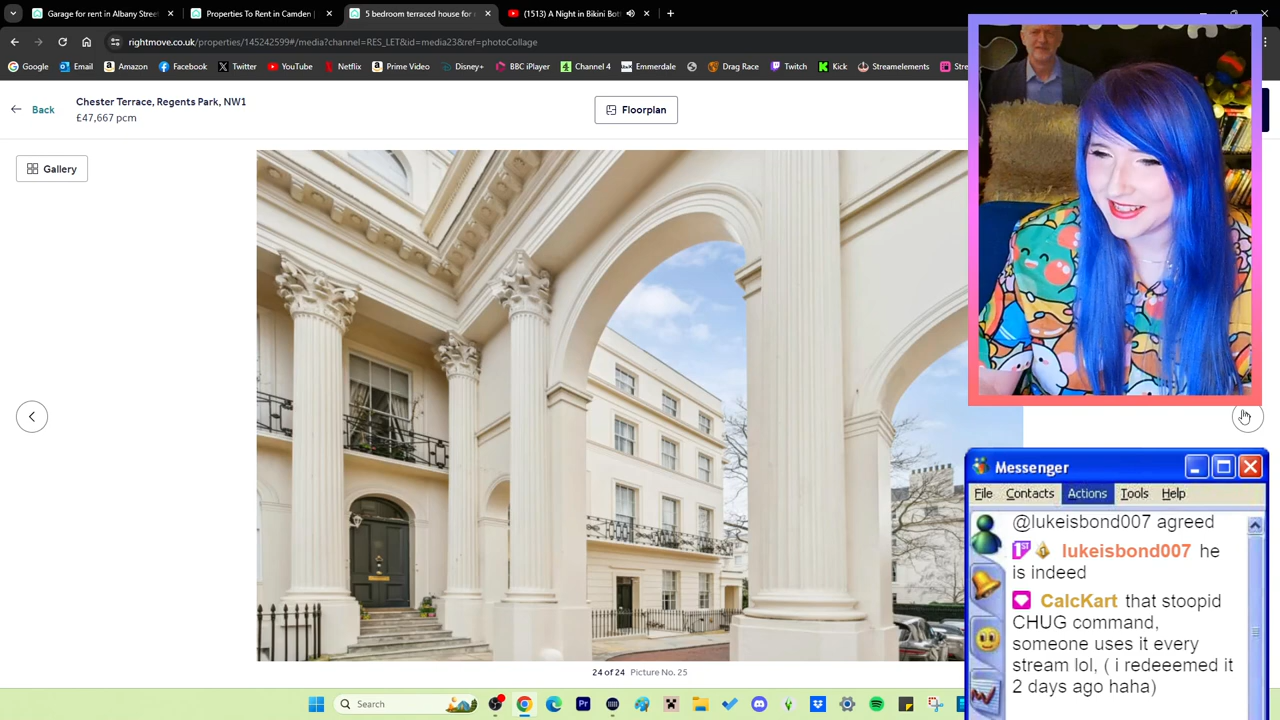 Garage for rent in Albany Street
Properties To Rent in Camden
5 bedroom terraced house for
(1513) A Night in Bikini Bot
rightmove.co.uk/properties/145242599#/media?channel=RES_LET&id=media23&ref=photoCollage
Google Email Amazon Facebook Twitter YouTube Netflix Prime Video Disney+ BBC iPlayer Channel 4 Emmerdale Drag Race Twitch Kick Streamelements Stre
Back
Chester Terrace, Regents Park, NW1
£47,667 pcm
Floorplan
Gallery
24 of 24 Picture No. 25
Messenger
File Contacts Actions Tools Help
@lukeisbond007 agreed
1ST lukeisbond007 he
is indeed
CalcKart that stoopid
CHUG command,
someone uses it every
stream lol, ( i redeeemed it
2 days ago haha)
Search
Pr